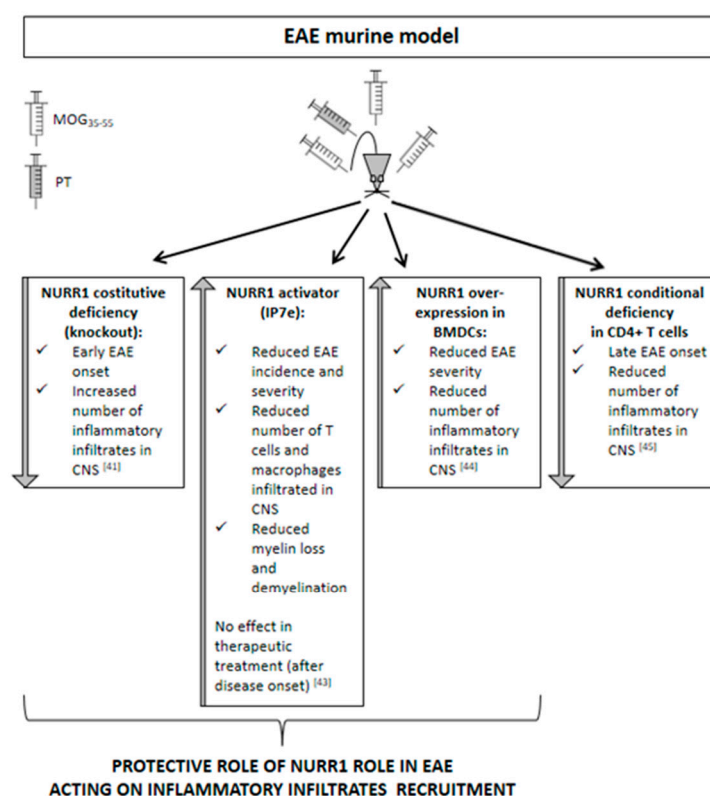 EAE murine model
MOG35-55
PT
NURR1 costitutive
deficiency
(knockout):
✓ Early EAE
onset
✓ Increased
number of
inflammatory
infiltrates in
CNS [41]
NURR1 activator
(IP7e):
✓ Reduced EAE
incidence and
severity
✓ Reduced
number of T
cells and
macrophages
infiltrated in
CNS
✓ Reduced
myelin loss
and
demyelination
No effect in
therapeutic
treatment (after
disease onset) [43]
NURR1 over-
expression in
BMDCs:
✓ Reduced EAE
severity
✓ Reduced
number of
inflammatory
infiltrates in
CNS [44]
NURR1 conditional
deficiency
in CD4+ T cells
✓ Late EAE onset
✓ Reduced
number of
inflammatory
infiltrates in
CNS [45]
PROTECTIVE ROLE OF NURR1 ROLE IN EAE
ACTING ON INFLAMMATORY INFILTRATES RECRUITMENT